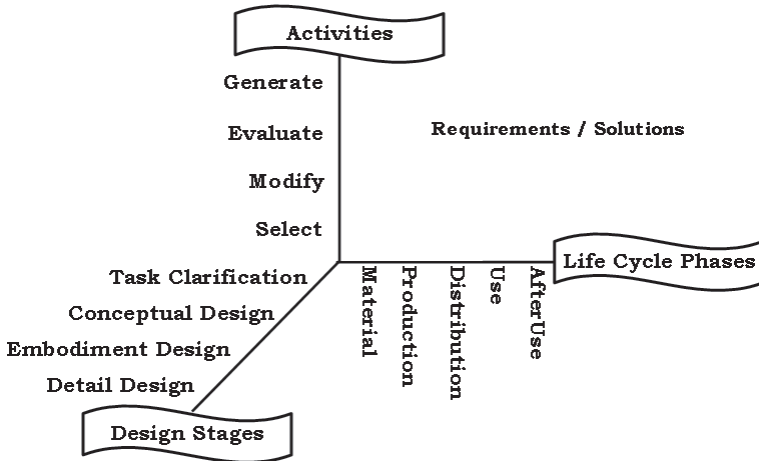 Activities
Generate
Evaluate
Requirements / Solutions
Modify
Select
Life Cycle Phases
Task Clarification
Conceptual Design
Embodiment Design
Detail Design
Design Stages
Material
Production
Distribution
Use
AfterUse